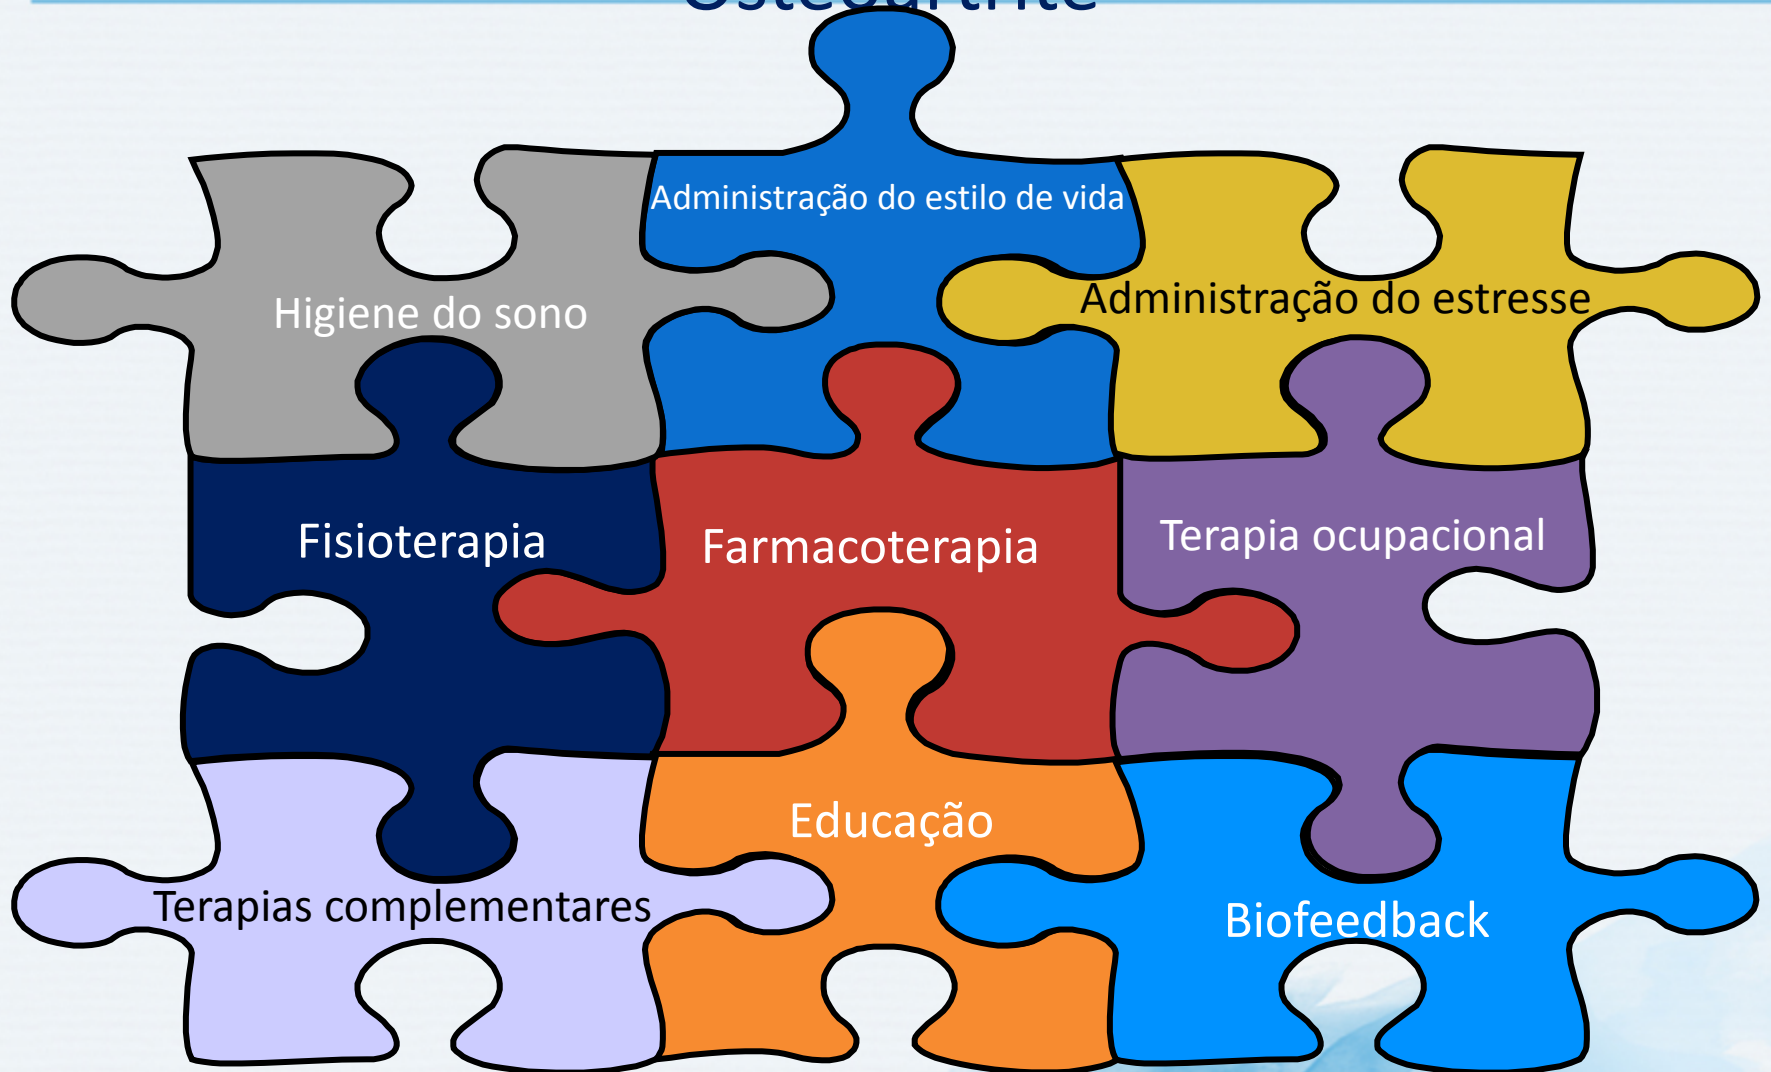 Osteoartrite
Administração do estilo de vida
Higiene do sono
Administração do estresse
Fisioterapia
Farmacoterapia
Terapia ocupacional
Educação
Terapias complementares
Biofeedback